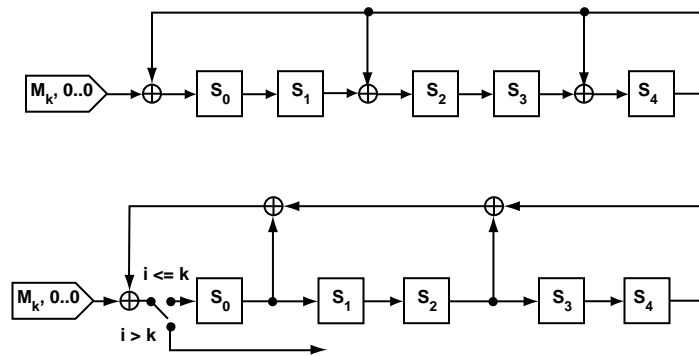 M_k, 0..0
S_0
S_1
S_2
S_3
S_4
i <= k
M_k, 0..0
S_0
S_1
S_2
S_3
S_4
i > k